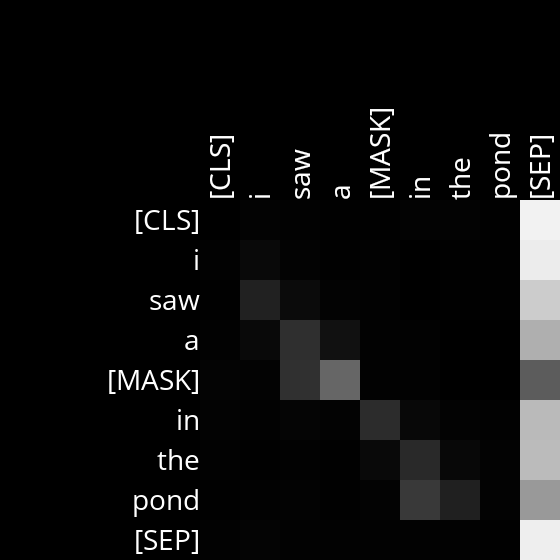 [CLS] i saw a [MASK] in the pond [SEP]
[CLS]
i
saw
a
[MASK]
in
the
pond
[SEP]